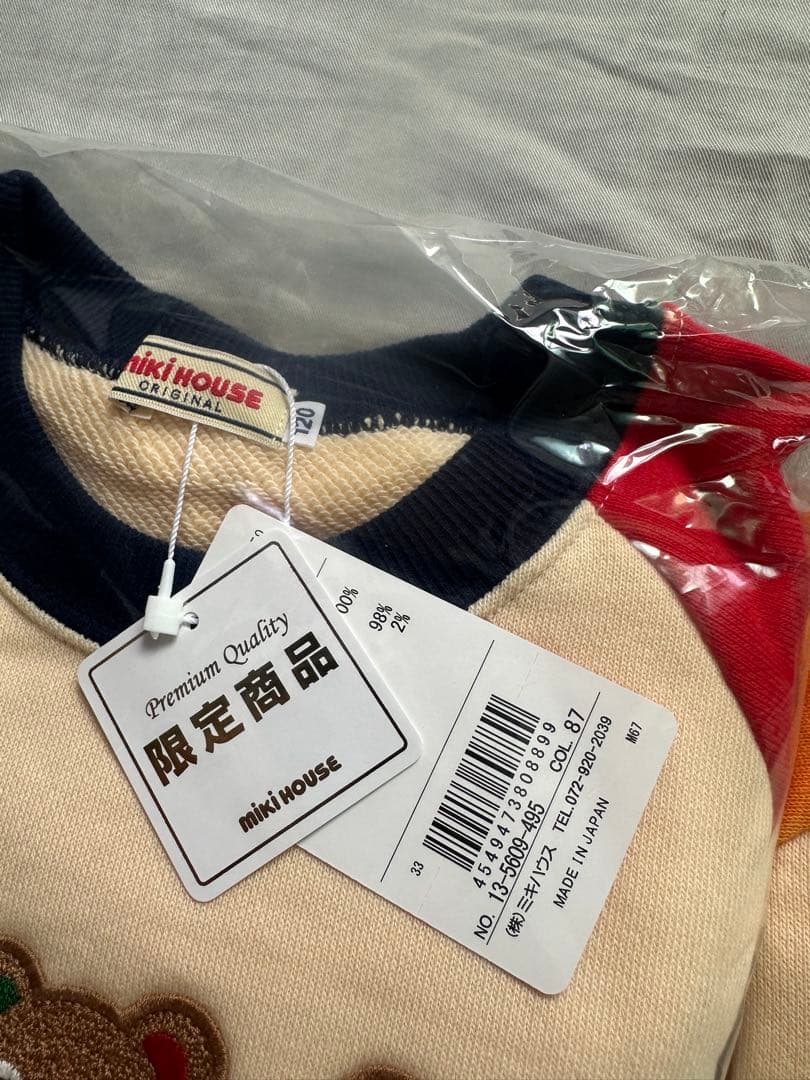 miki HOUSE
ORIGINAL
120
Premium Quality
限定商品
miki HOUSE
00%
98%
2%
33
4549473808899
NO. 13-5609-495 COL. 87
(株)ミキハウス TEL.072-920-2039
MADE IN JAPAN
M67